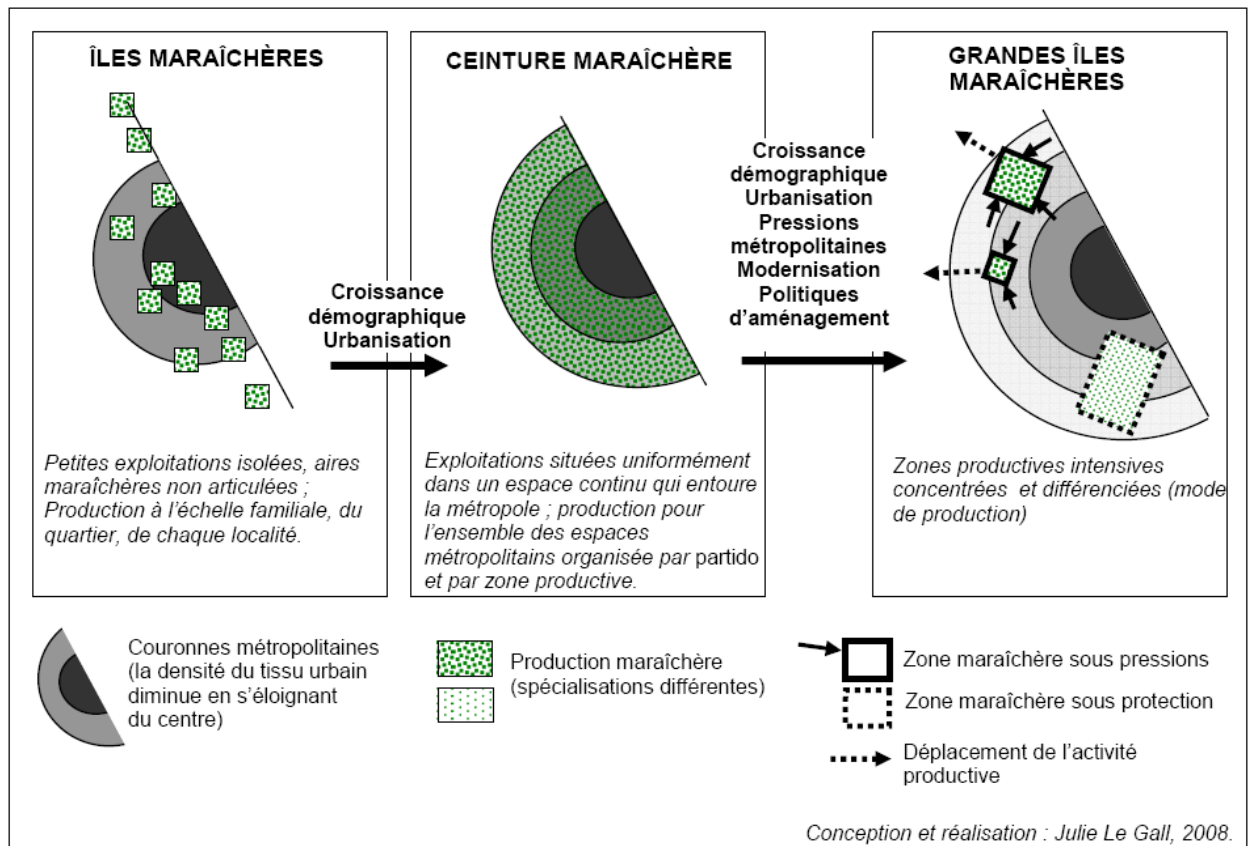 ÎLES MARAÎCHÈRES
Petites exploitations isolées, aires
maraîchères non articulées ;
Production à l'échelle familiale, du
quartier, de chaque localité.
Croissance
démographique
Urbanisation
CEINTURE MARAÎCHÈRE
Exploitations situées uniformément
dans un espace continu qui entoure
la métropole ; production pour
l'ensemble des espaces
métropolitains organisée par partido
et par zone productive.
Croissance
démographique
Urbanisation
Pressions
métropolitaines
Modernisation
Politiques
d'aménagement
GRANDES ÎLES
MARAÎCHÈRES
Zones productives intensives
concentrées et différenciées (mode
de production)
Couronnes métropolitaines
(la densité du tissu urbain
diminue en s'éloignant
du centre)
Production maraîchère
(spécialisations différentes)
Zone maraîchère sous pressions
Zone maraîchère sous protection
Déplacement de l'activité
productive
Conception et réalisation : Julie Le Gall, 2008.